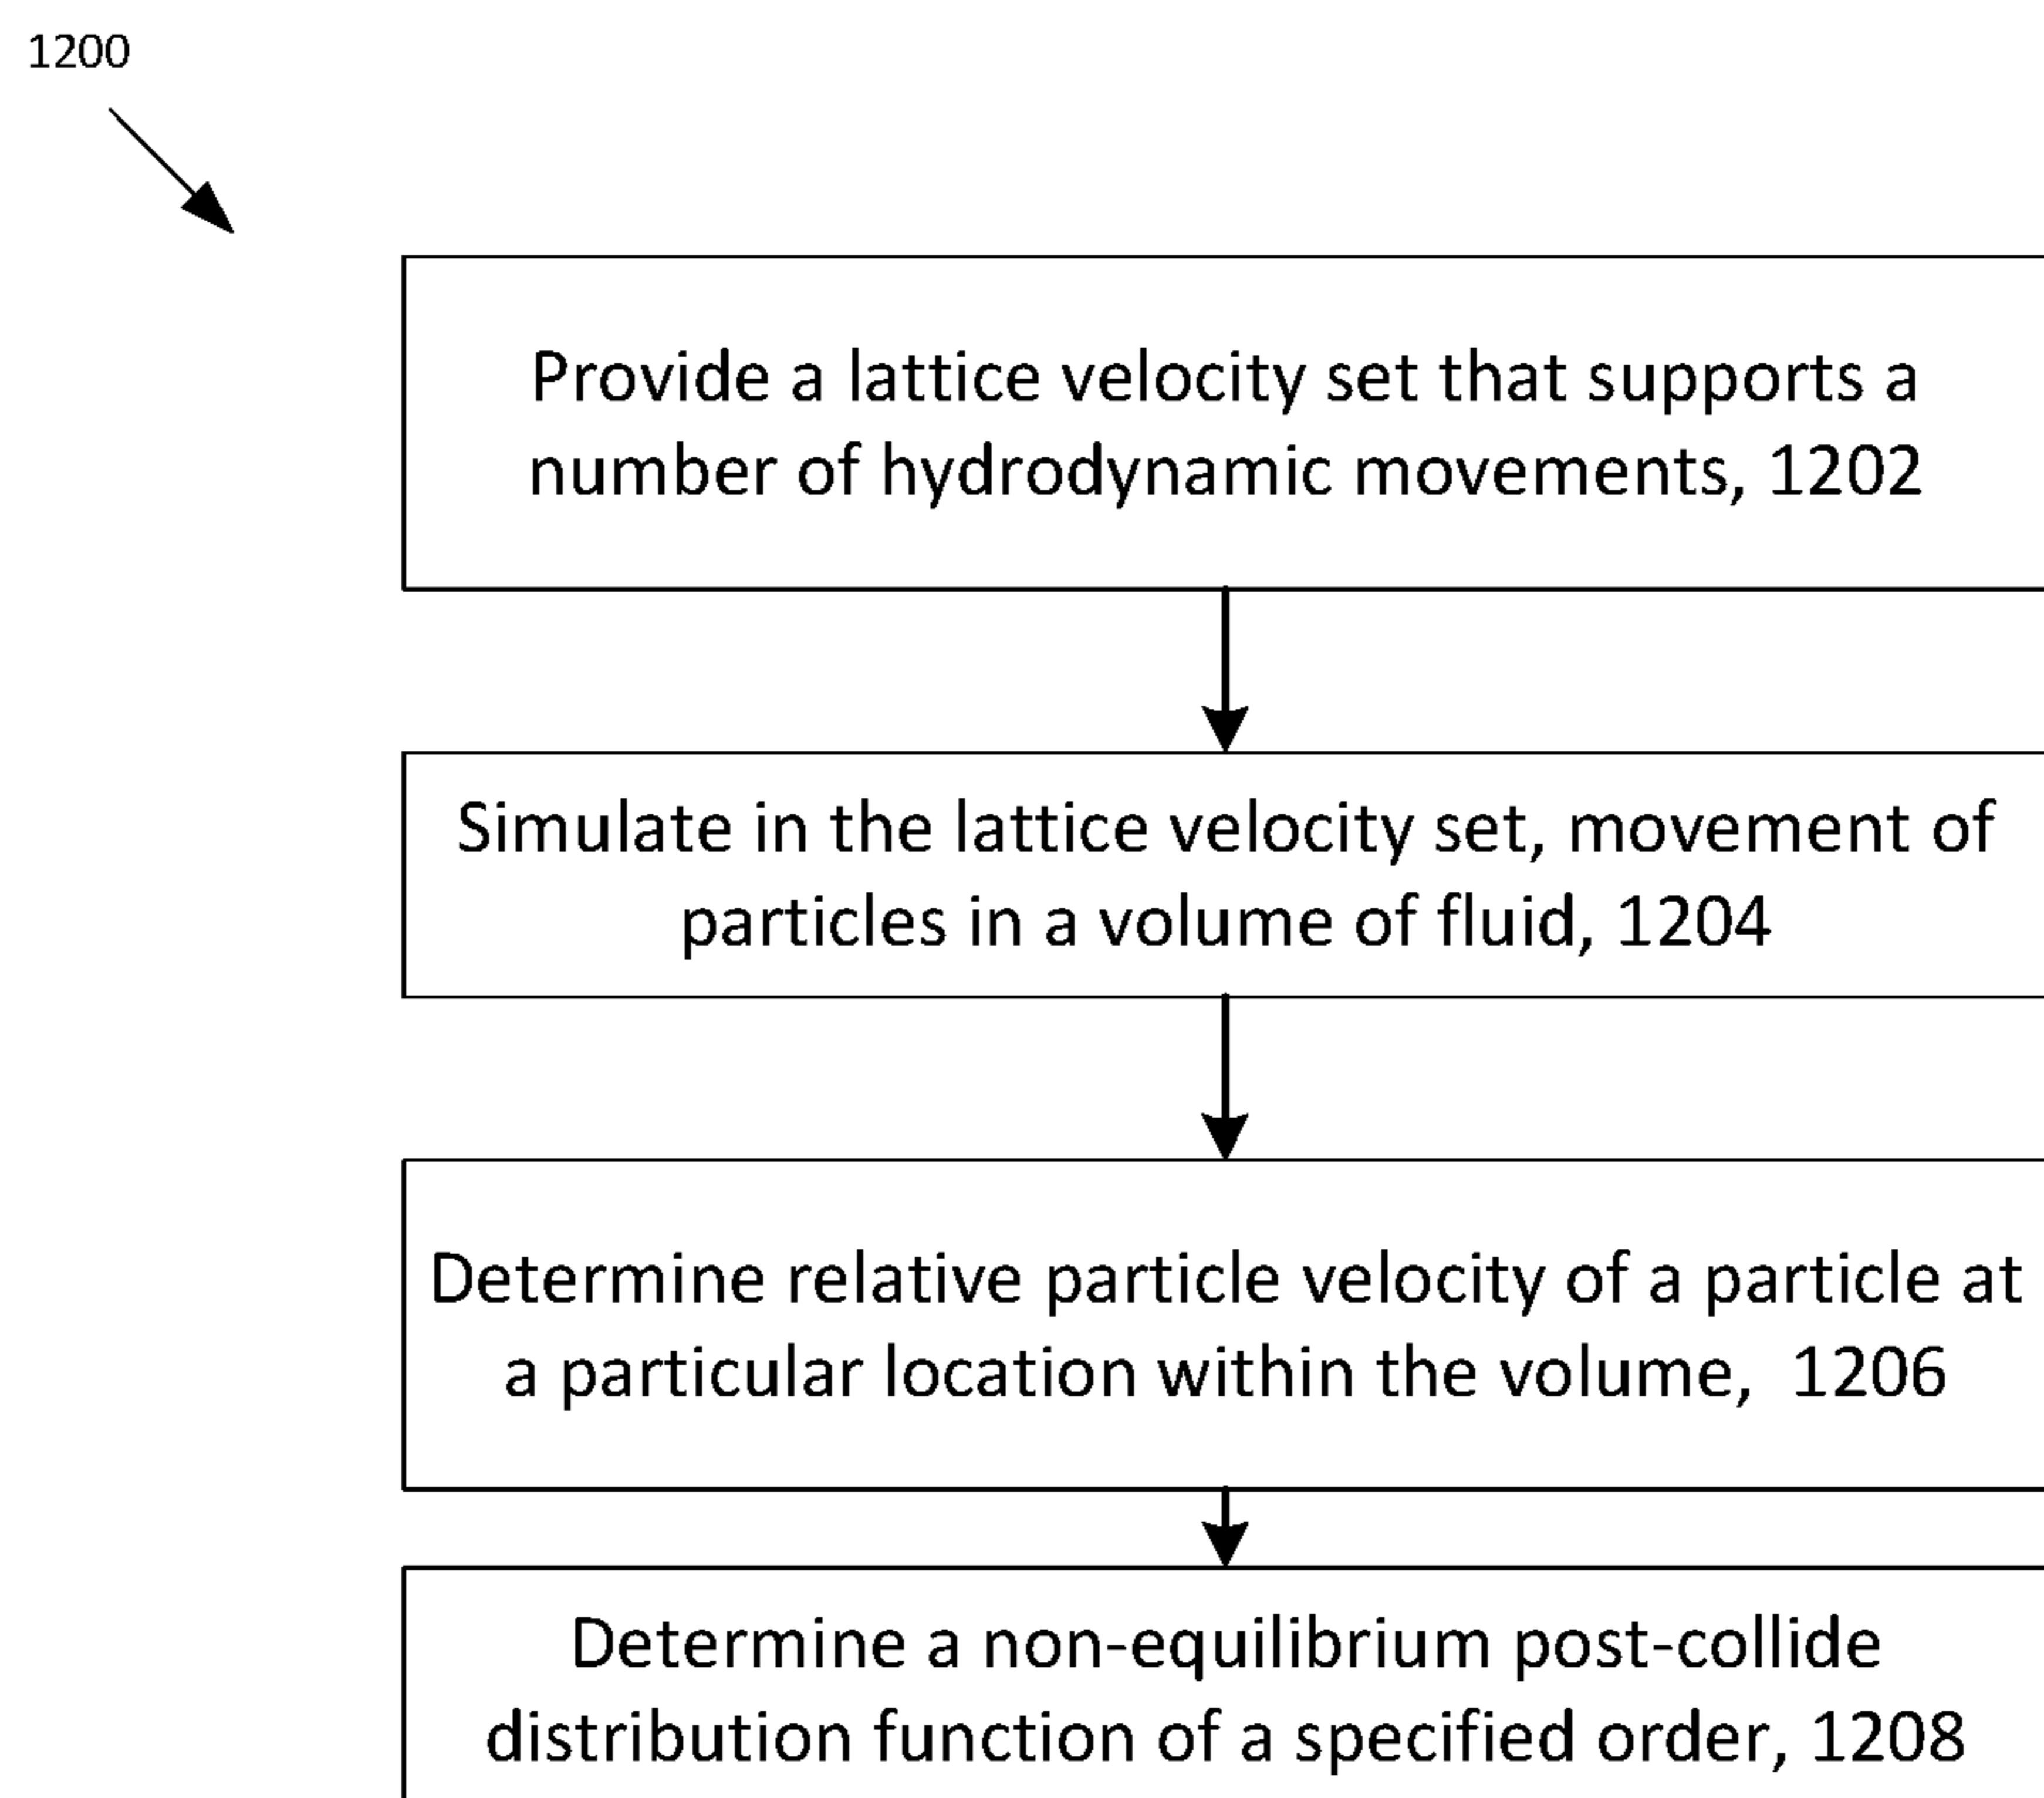 1200
Provide a lattice velocity set that supports a
number of hydrodynamic movements, 1202
Simulate in the lattice velocity set, movement of
particles in a volume of fluid, 1204
Determine relative particle velocity of a particle at
a particular location within the volume, 1206
Determine a non-equilibrium post-collide
distribution function of a specified order, 1208